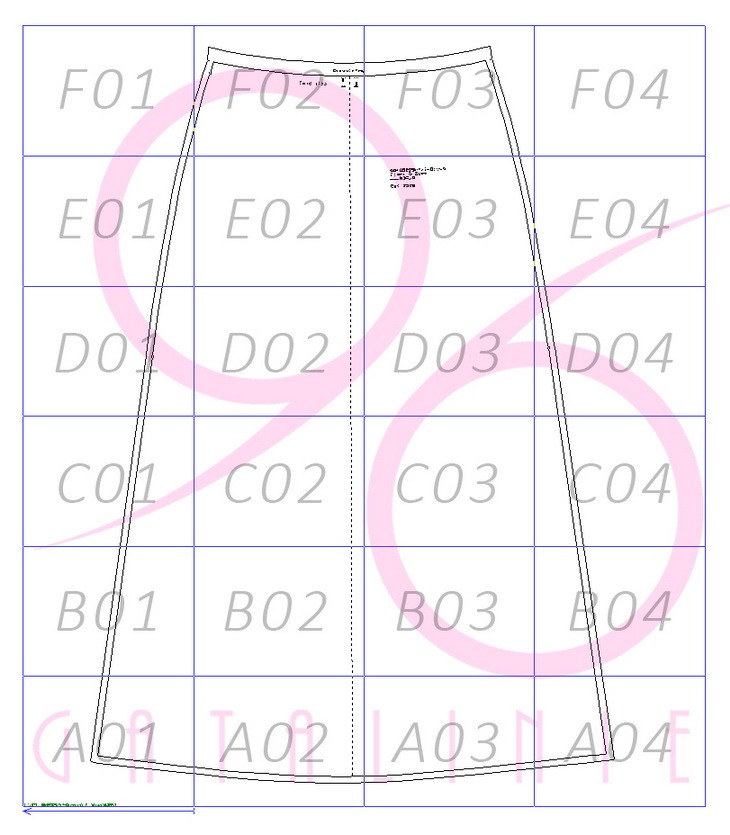 F01 F02 F03 F04
E01 E02 E03 E04
D01 D02 D03 D04
C01 C02 C03 C04
B01 B02 B03 B04
GATALINE
A01 A02 A03 A04